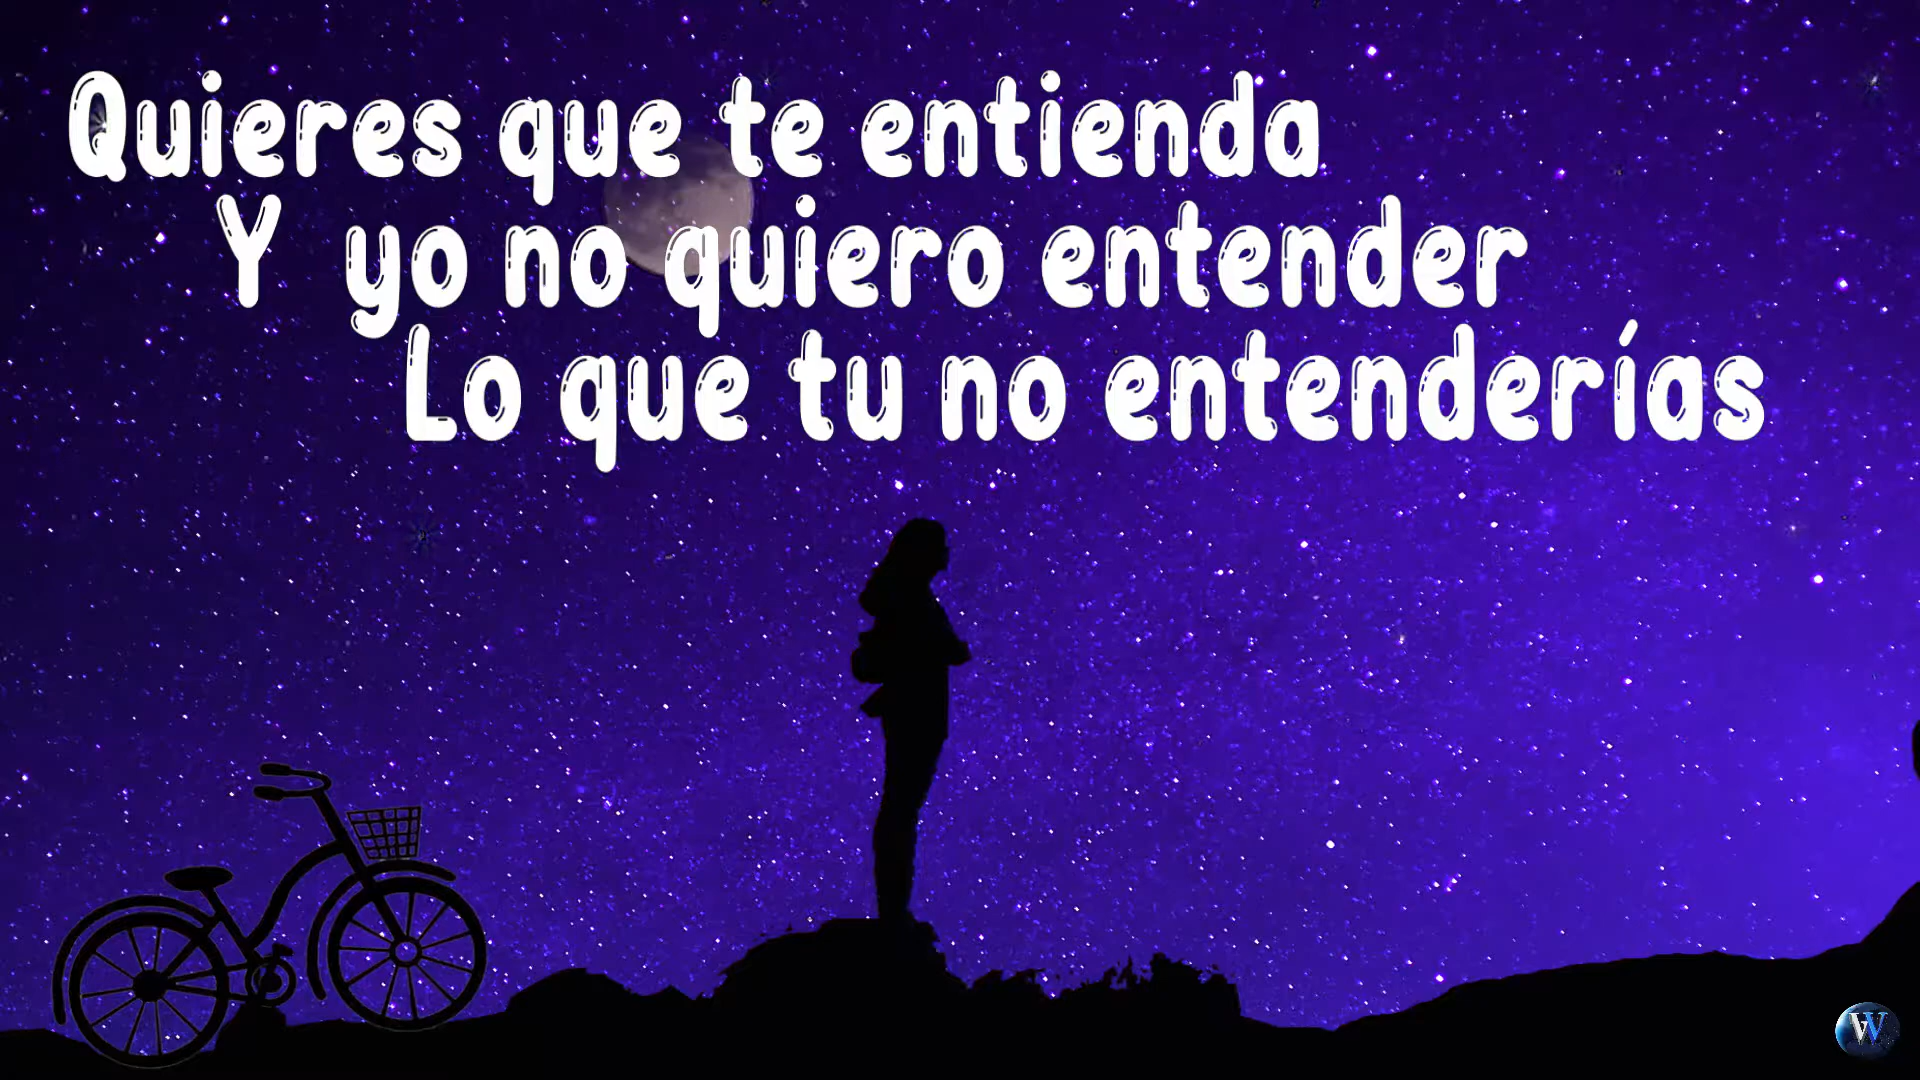 Quieres que te entienda
Y yo no quiero entender
Lo que tu no entenderías
W